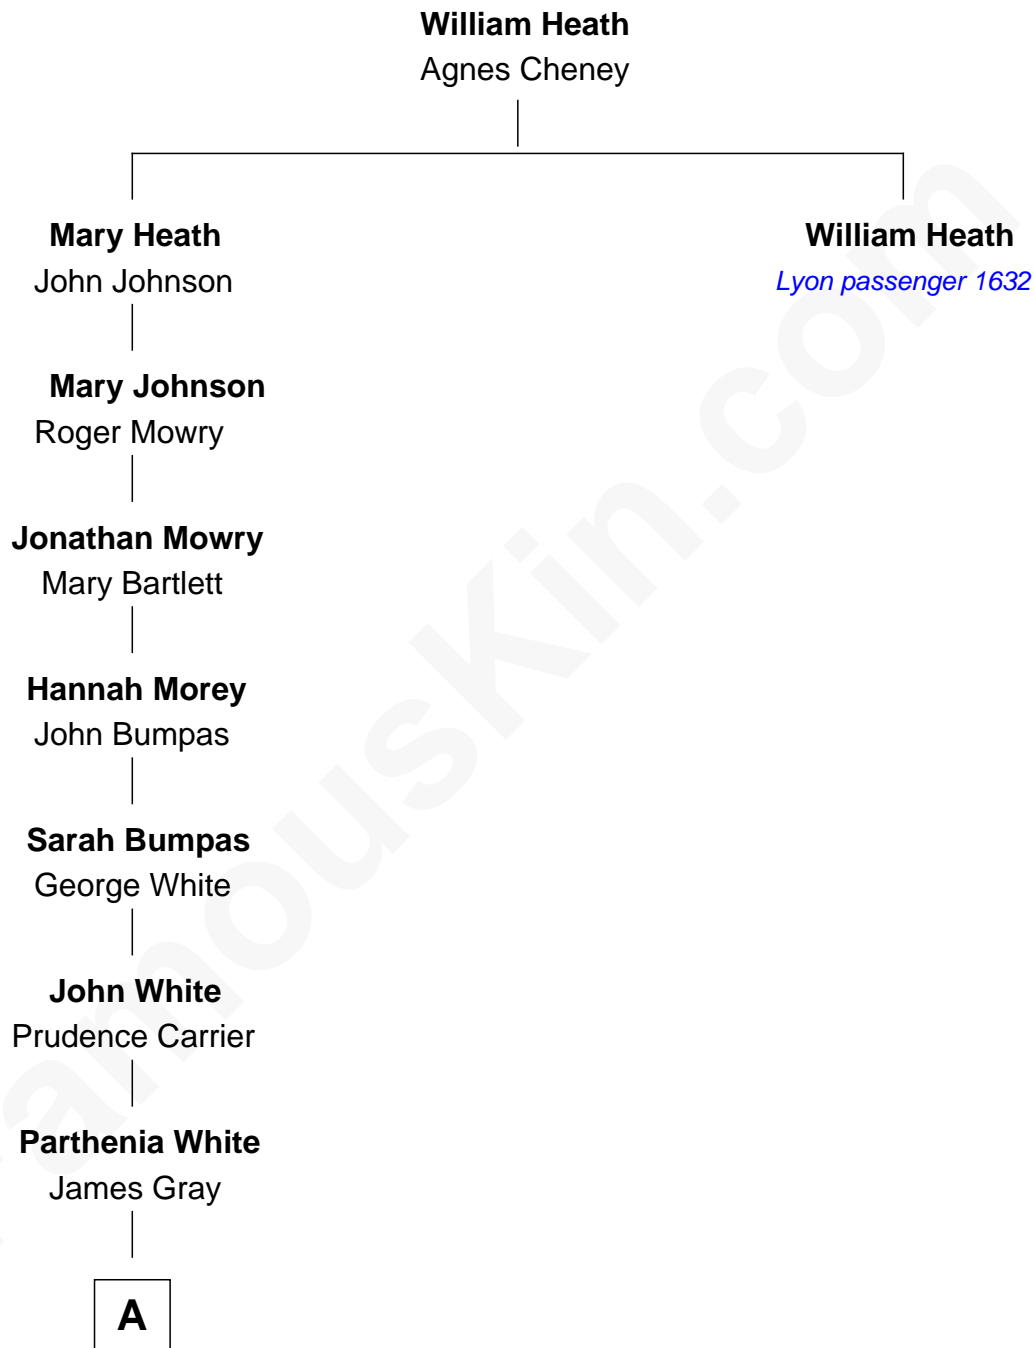 William Heath
Agnes Cheney
Mary Heath
John Johnson
William Heath
Lyon passenger 1632
Mary Johnson
Roger Mowry
Jonathan Mowry
Mary Bartlett
Hannah Morey
John Bumpas
Sarah Bumpas
George White
John White
Prudence Carrier
Parthenia White
James Gray
A
FamousKin.com